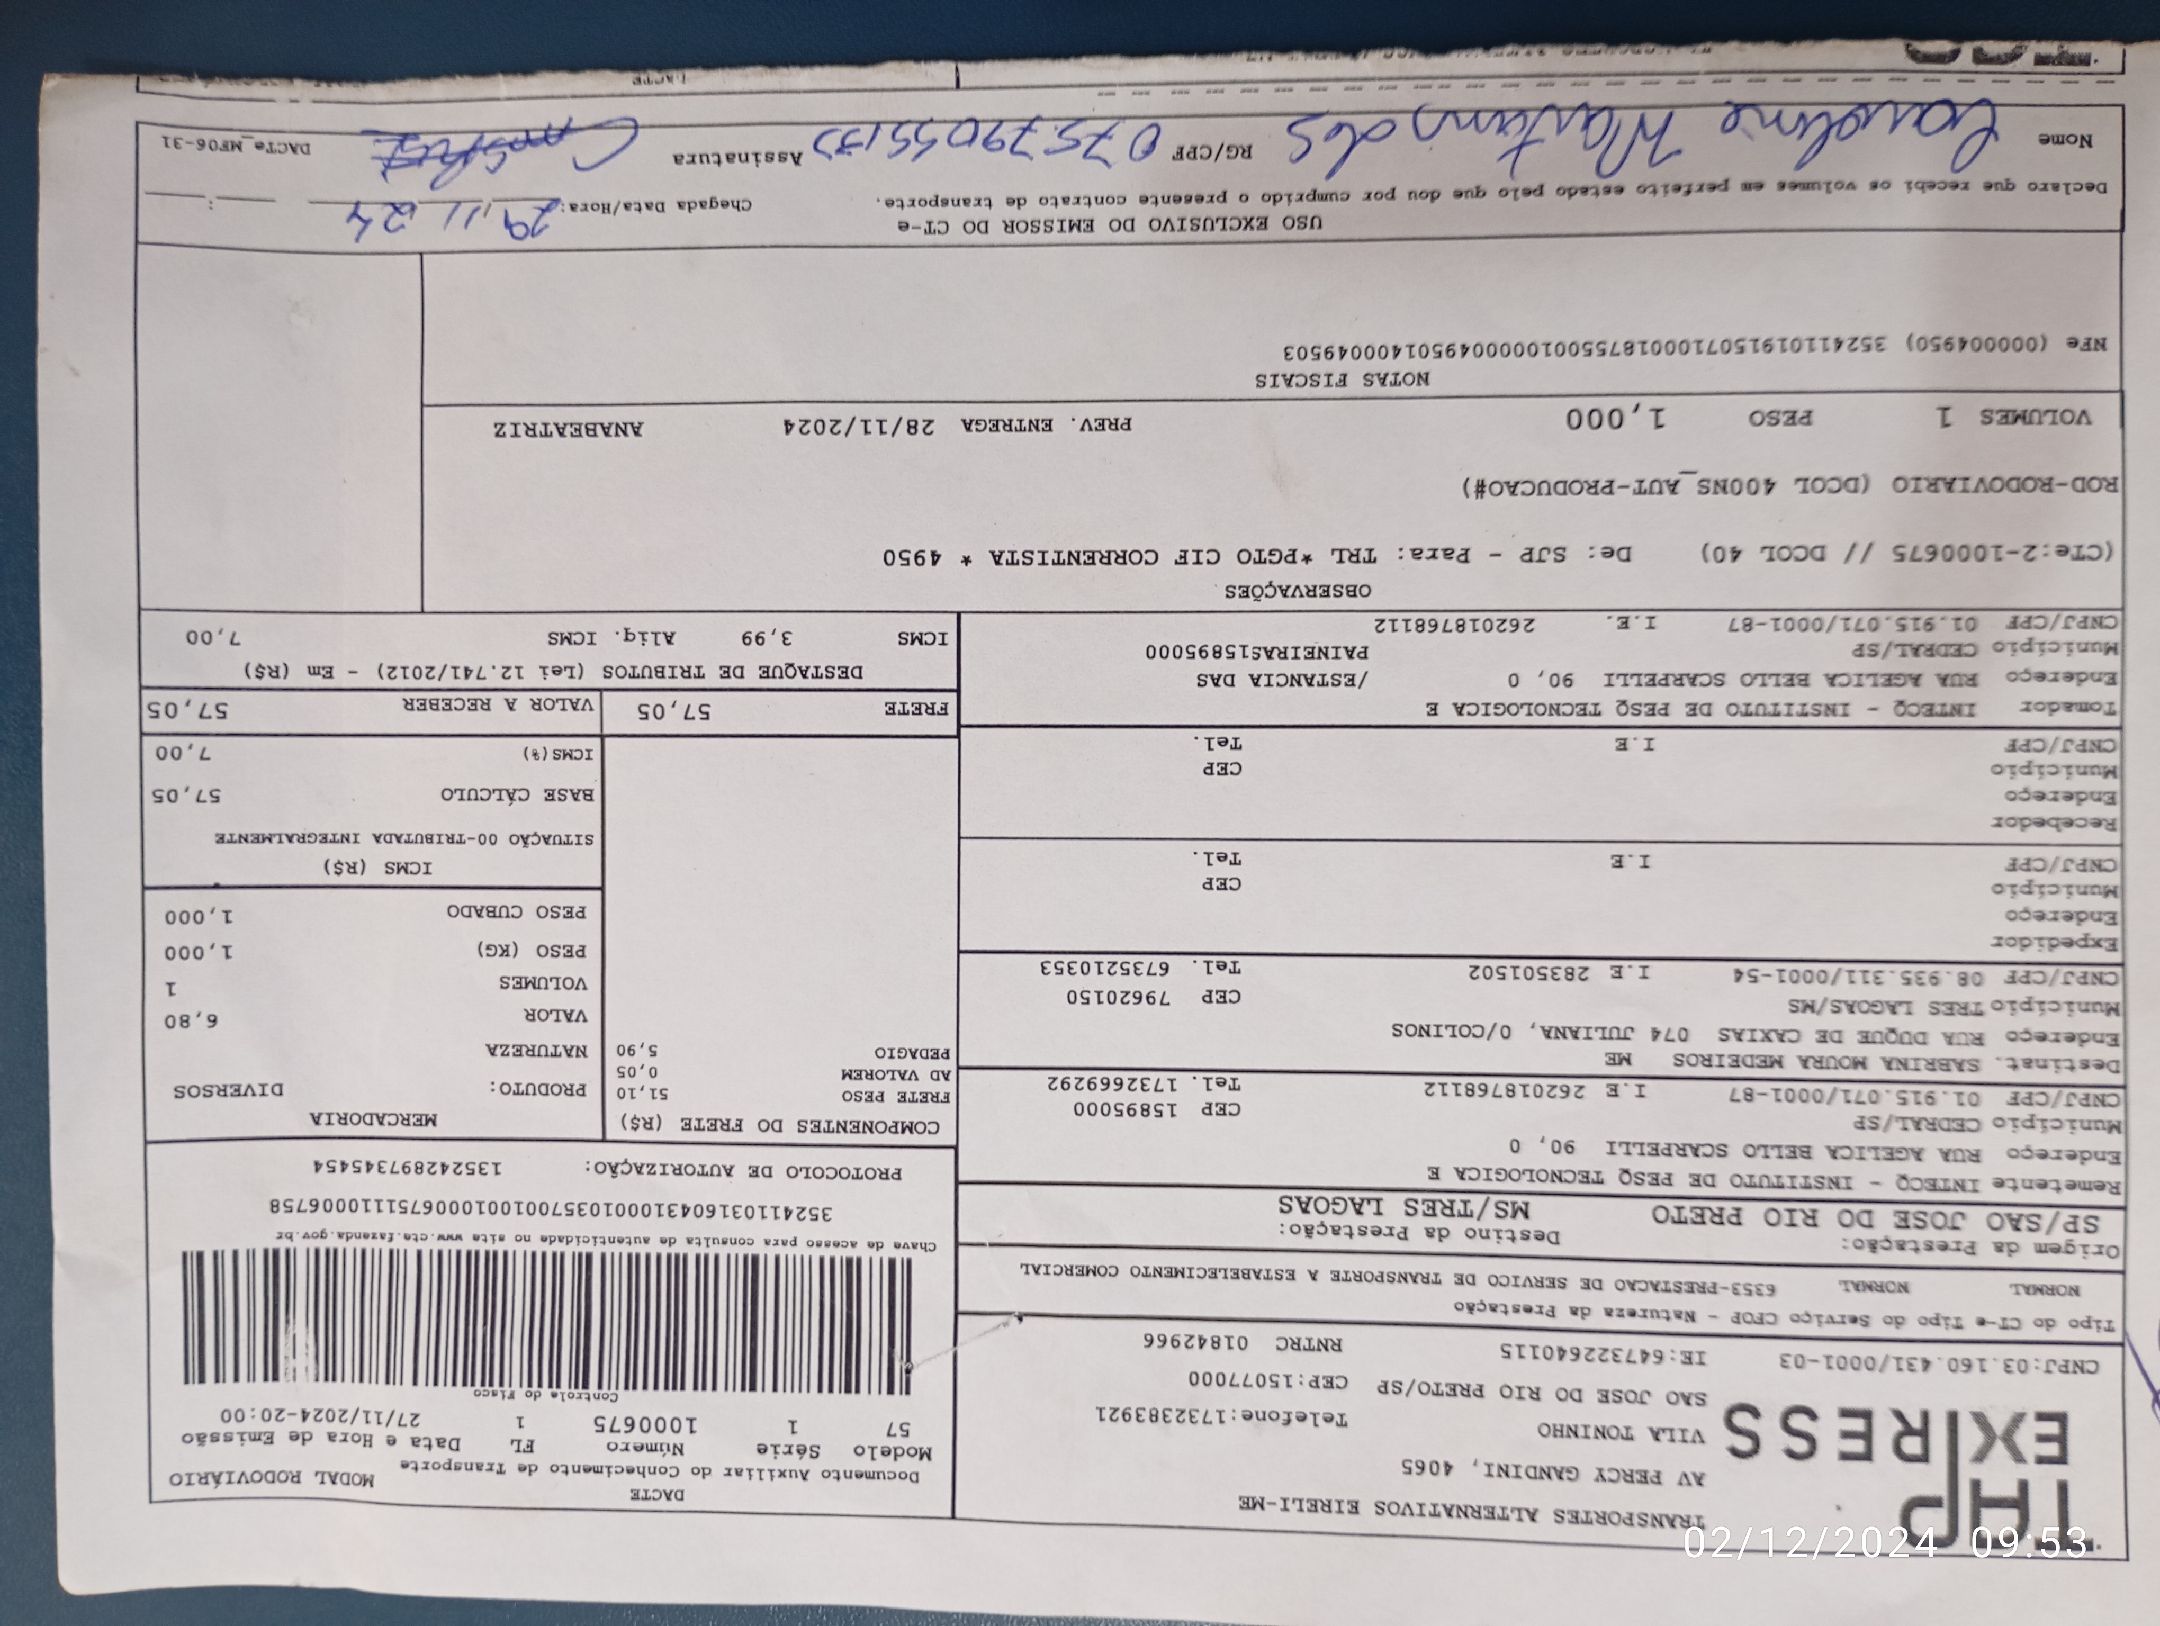 THP EXPRESS
TRANSPORTES ALTERNATIVOS EIRELI-ME
AV PERCY GANDINI, 4065
VILA TONINHO Telefone:1732383921
SAO JOSE DO RIO PRETO/SP CEP:15077000
CNPJ:03.160.431/0001-03 IE:647322640115 RNTRC 01842966
DACTE
Documento Auxiliar do Conhecimento de Transporte MODAL RODOVIÁRIO
Modelo Série Número FL Data e Hora de Emissão
57 1 1000675 1 27/11/2024-20:00
Controle do Fisco
Chave de acesso para consulta de autenticidade no site www.cte.fazenda.gov.br
35241103160431000103570010010006751110006758
PROTOCOLO DE AUTORIZAÇÃO: 135242897345454
Tipo do CT-e Tipo do Serviço CFOP - Natureza da Prestação
NORMAL NORMAL 6353-PRESTACAO DE SERVICO DE TRANSPORTE A ESTABELECIMENTO COMERCIAL
Origem da Prestação: Destino da Prestação:
SP/SAO JOSE DO RIO PRETO MS/TRES LAGOAS
Remetente INTECQ - INSTITUTO DE PESQ TECNOLOGICA E
Endereço RUA AGELICA BELLO SCARPELLI 90, 0
Município CEDRAL/SP CEP 15895000
CNPJ/CPF 01.915.071/0001-87 I.E 262018768112 Tel. 1732669292
Destinat. SABRINA MOURA MEDEIROS ME
Endereço RUA DUQUE DE CAXIAS 074 JULIANA, 0/COLINOS
Município TRES LAGOAS/MS CEP 79620150
CNPJ/CPF 08.935.311/0001-54 I.E 283501502 Tel. 6735210353
Expedidor
Endereço
Município CEP
CNPJ/CPF I.E Tel.
Recebedor
Endereço
Município CEP
CNPJ/CPF I.E Tel.
Tomador INTECQ - INSTITUTO DE PESQ TECNOLOGICA E
Endereço RUA AGELICA BELLO SCARPELLI 90, 0 /ESTANCIA DAS
Município CEDRAL/SP PAINEIRAS15895000
CNPJ/CPF 01.915.071/0001-87 I.E. 262018768112
COMPONENTES DO FRETE (R$)
FRETE PESO 51,10
AD VALOREM 0,05
PEDAGIO 5,90
MERCADORIA
PRODUTO: DIVERSOS
NATUREZA
VALOR 6,80
VOLUMES 1
PESO (KG) 1,000
PESO CUBADO 1,000
ICMS (R$)
SITUAÇÃO 00-TRIBUTADA INTEGRALMENTE
BASE CÁLCULO 57,05
ICMS(%) 7,00
FRETE 57,05 VALOR A RECEBER 57,05
DESTAQUE DE TRIBUTOS (Lei 12.741/2012) - Em (R$)
ICMS 3,99 Aliq. ICMS 7,00
OBSERVAÇÕES
(CTe:2-1000675 // DCOL 40) De: SJP - Para: TRL *PGTO CIF CORRENTISTA * 4950
ROD-RODOVIARIO (DCOL 400NS_AUT-PRODUCAO#)
VOLUMES 1 PESO 1,000 PREV. ENTREGA 28/11/2024 ANABEATRIZ
NOTAS FISCAIS
NFe (000004950) 35241101915071000187550010000049501400049503
USO EXCLUSIVO DO EMISSOR DO CT-e
Declaro que recebi os volumes em perfeito estado pelo que dou por cumprido o presente contrato de transporte. Chegada Data/Hora: 29 11 24
Nome Caroline Martins dos RG/CPF 075.790551 Assinatura DACTe_MF06-31
DACTE
02/12/2024 09:53